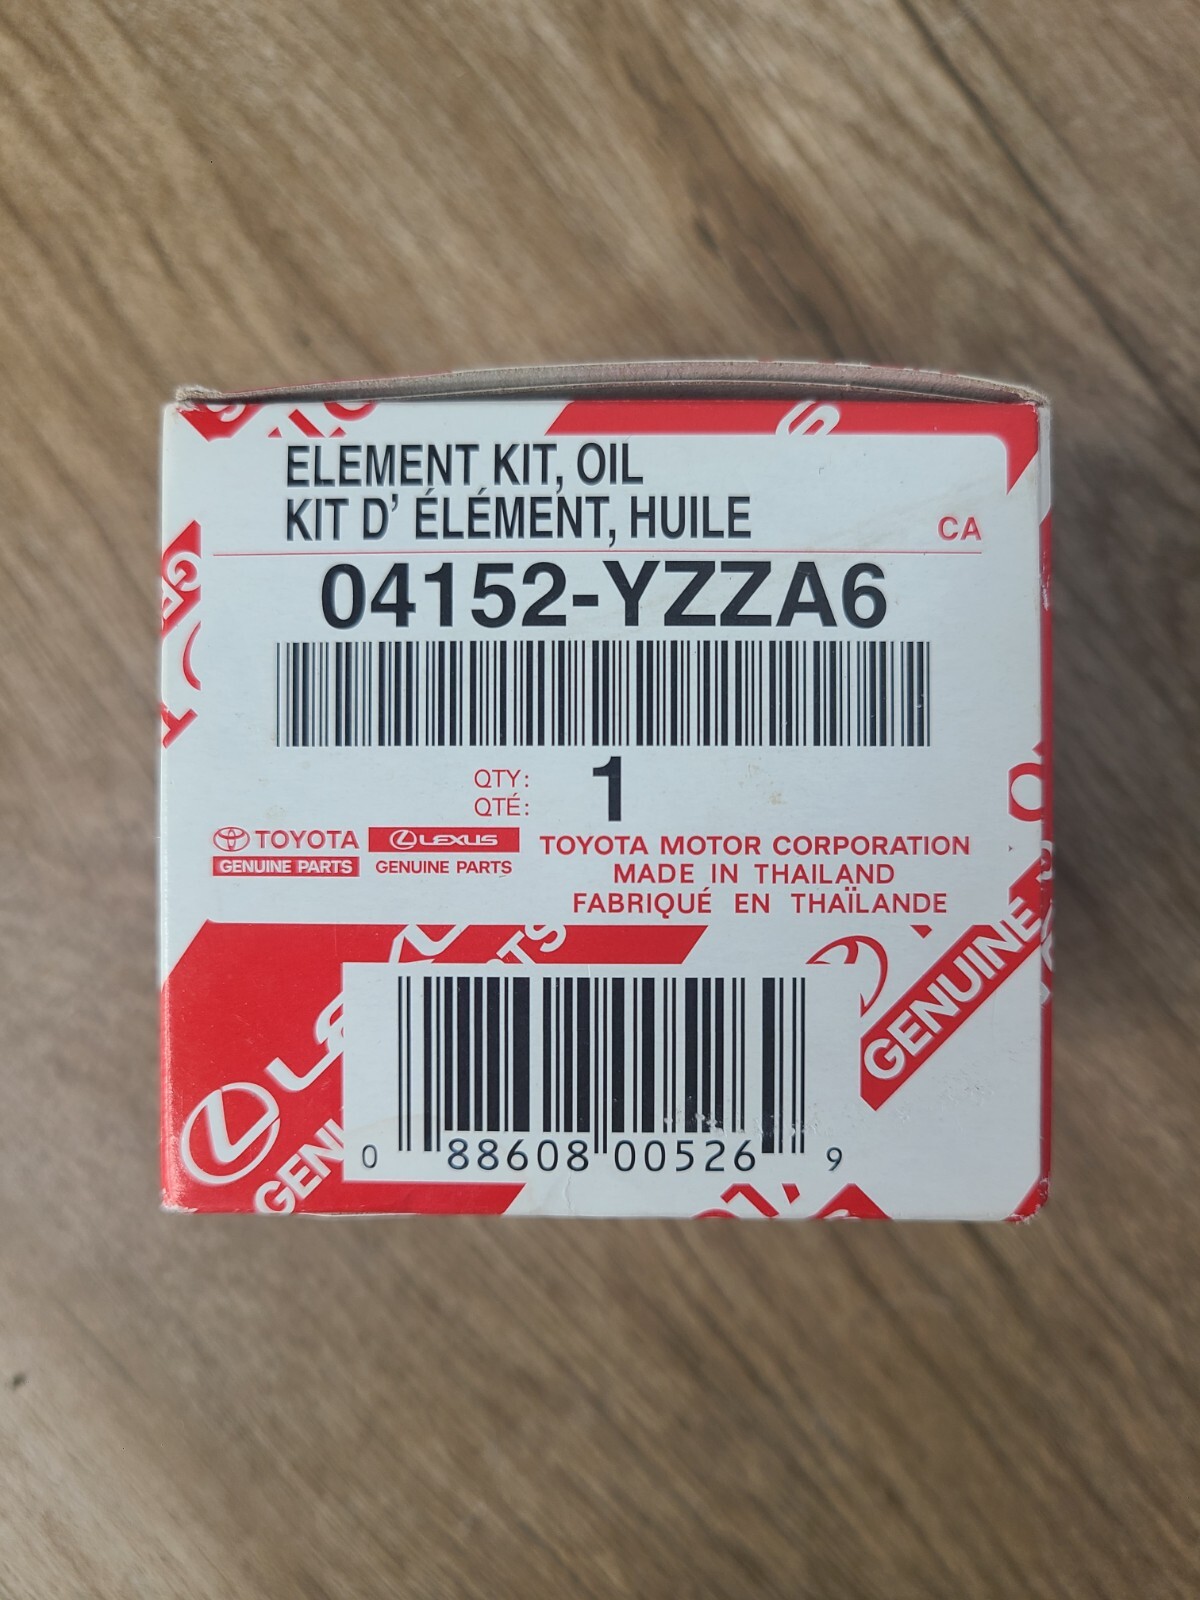 ELEMENT KIT, OIL
KIT D' ÉLÉMENT, HUILE
CA
04152-YZZA6
QTY:
QTÉ:
1
TOYOTA
GENUINE PARTS
LEXUS
GENUINE PARTS
TOYOTA MOTOR CORPORATION
MADE IN THAILAND
FABRIQUÉ EN THAÏLANDE
GENUINE
0 88608 00526 9